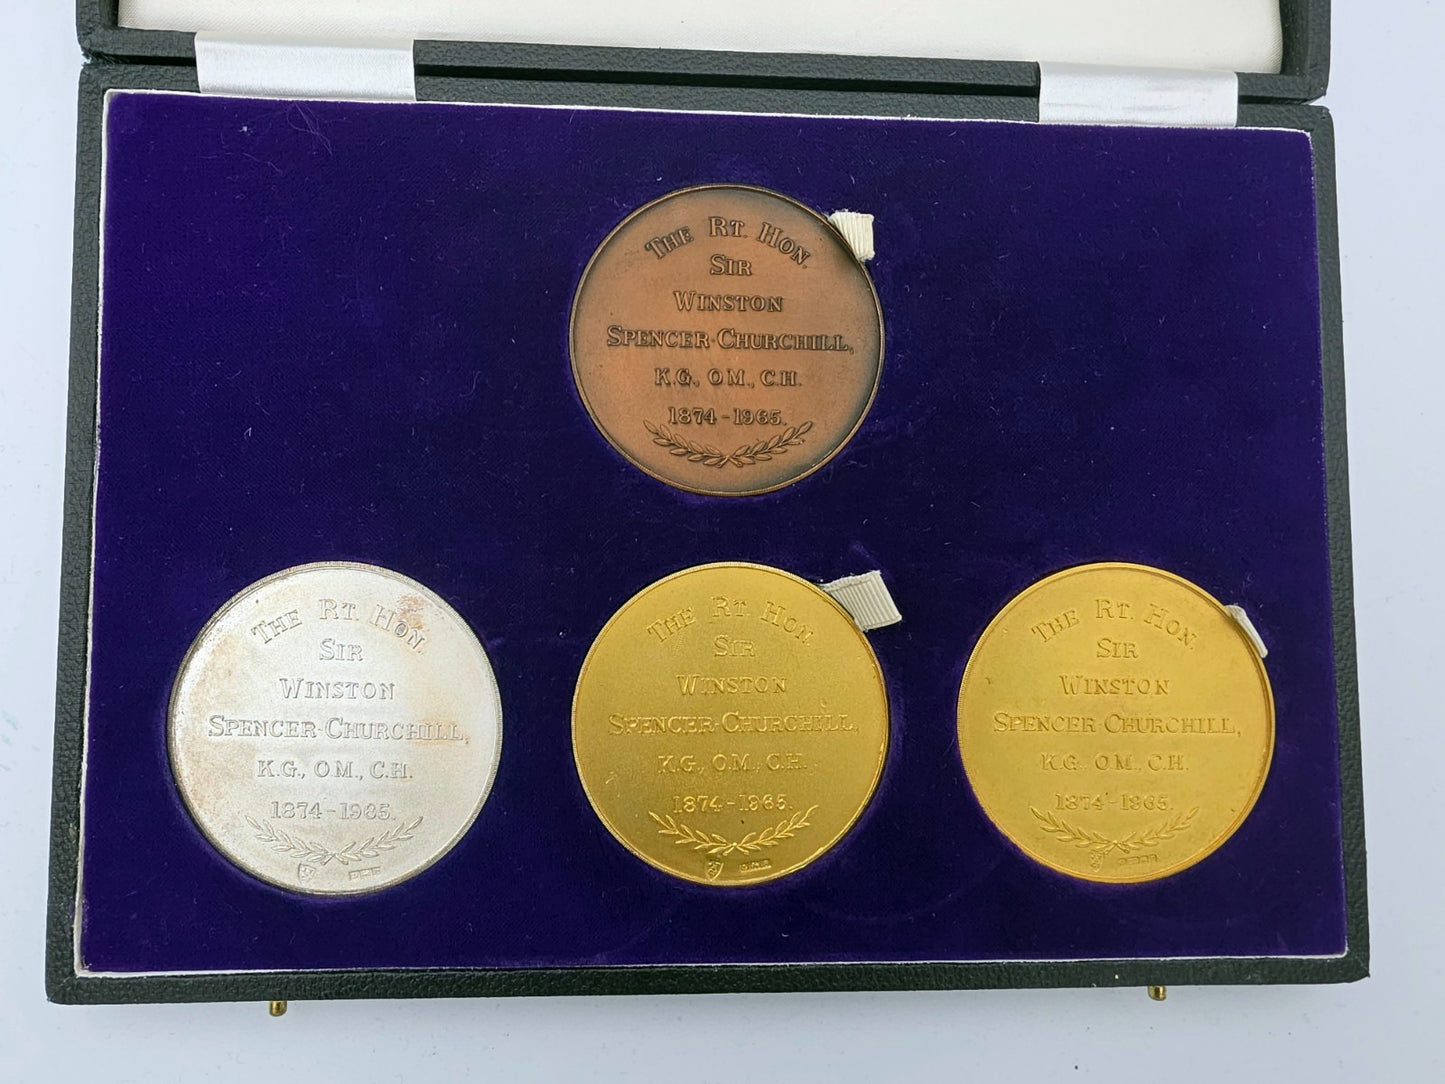 THE RT. HON.
SIR
WINSTON
SPENCER-CHURCHILL,
K.G., O.M., C.H.
1874-1965.
THE RT. HON.
SIR
WINSTON
SPENCER-CHURCHILL,
K.G., O.M., C.H.
1874-1965.
THE RT. HON.
SIR
WINSTON
SPENCER-CHURCHILL,
K.G., O.M., C.H.
1874-1965.
THE RT. HON.
SIR
WINSTON
SPENCER-CHURCHILL,
K.G., O.M., C.H.
1874-1965.